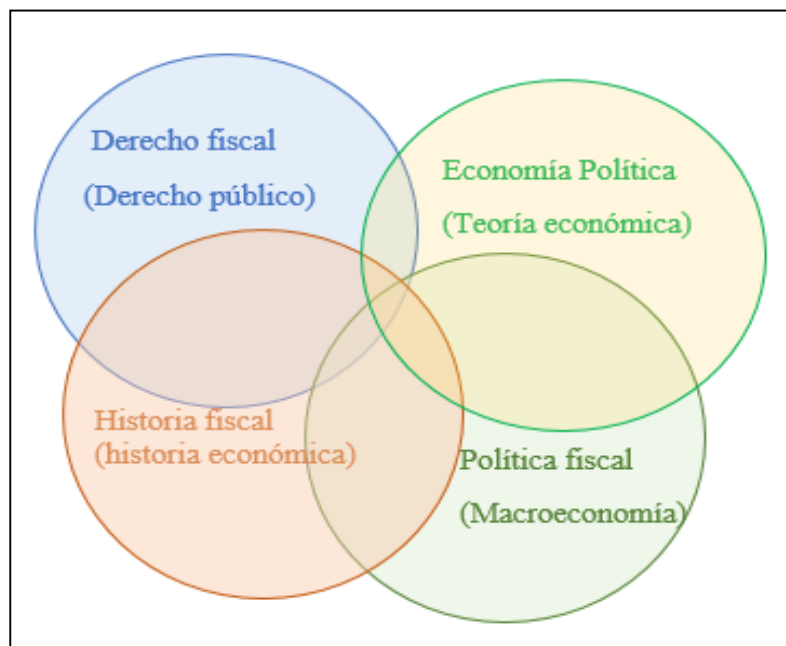 Derecho fiscal
(Derecho público)
Economía Política
(Teoría económica)
Historia fiscal
(historia económica)
Política fiscal
(Macroeconomía)